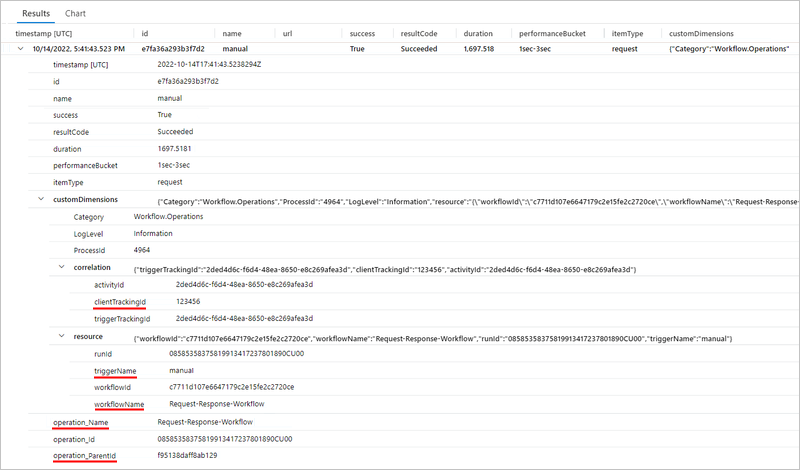 Results Chart
timestamp [UTC] id name url success resultCode duration performanceBucket itemType customDimensions
10/14/2022, 5:41:43.523 PM e7fa36a293b3f7d2 manual True Succeeded 1,697.518 1sec-3sec request {"Category":"Workflow.Operations"
timestamp [UTC] 2022-10-14T17:41:43.5238294Z
id e7fa36a293b3f7d2
name manual
success True
resultCode Succeeded
duration 1697.5181
performanceBucket 1sec-3sec
itemType request
customDimensions {"Category":"Workflow.Operations","ProcessId":"4964","LogLevel":"Information","resource":"{\"workflowId\":\"c7711d107e6647179c2e15fe2c2720ce\",\"workflowName\":\"Request-Respon
Category Workflow.Operations
LogLevel Information
ProcessId 4964
correlation {"triggerTrackingId":"2ded4d6c-f6d4-48ea-8650-e8c269afea3d","clientTrackingId":"123456","activityId":"2ded4d6c-f6d4-48ea-8650-e8c269afea3d"}
activityId 2ded4d6c-f6d4-48ea-8650-e8c269afea3d
clientTrackingId 123456
triggerTrackingId 2ded4d6c-f6d4-48ea-8650-e8c269afea3d
resource {"workflowId":"c7711d107e6647179c2e15fe2c2720ce","workflowName":"Request-Response-Workflow","runId":"08585358375819913417237801890CU00","triggerName":"manual"}
runId 08585358375819913417237801890CU00
triggerName manual
workflowId c7711d107e6647179c2e15fe2c2720ce
workflowName Request-Response-Workflow
operation_Name Request-Response-Workflow
operation_Id 08585358375819913417237801890CU00
operation_ParentId f95138daff8ab129